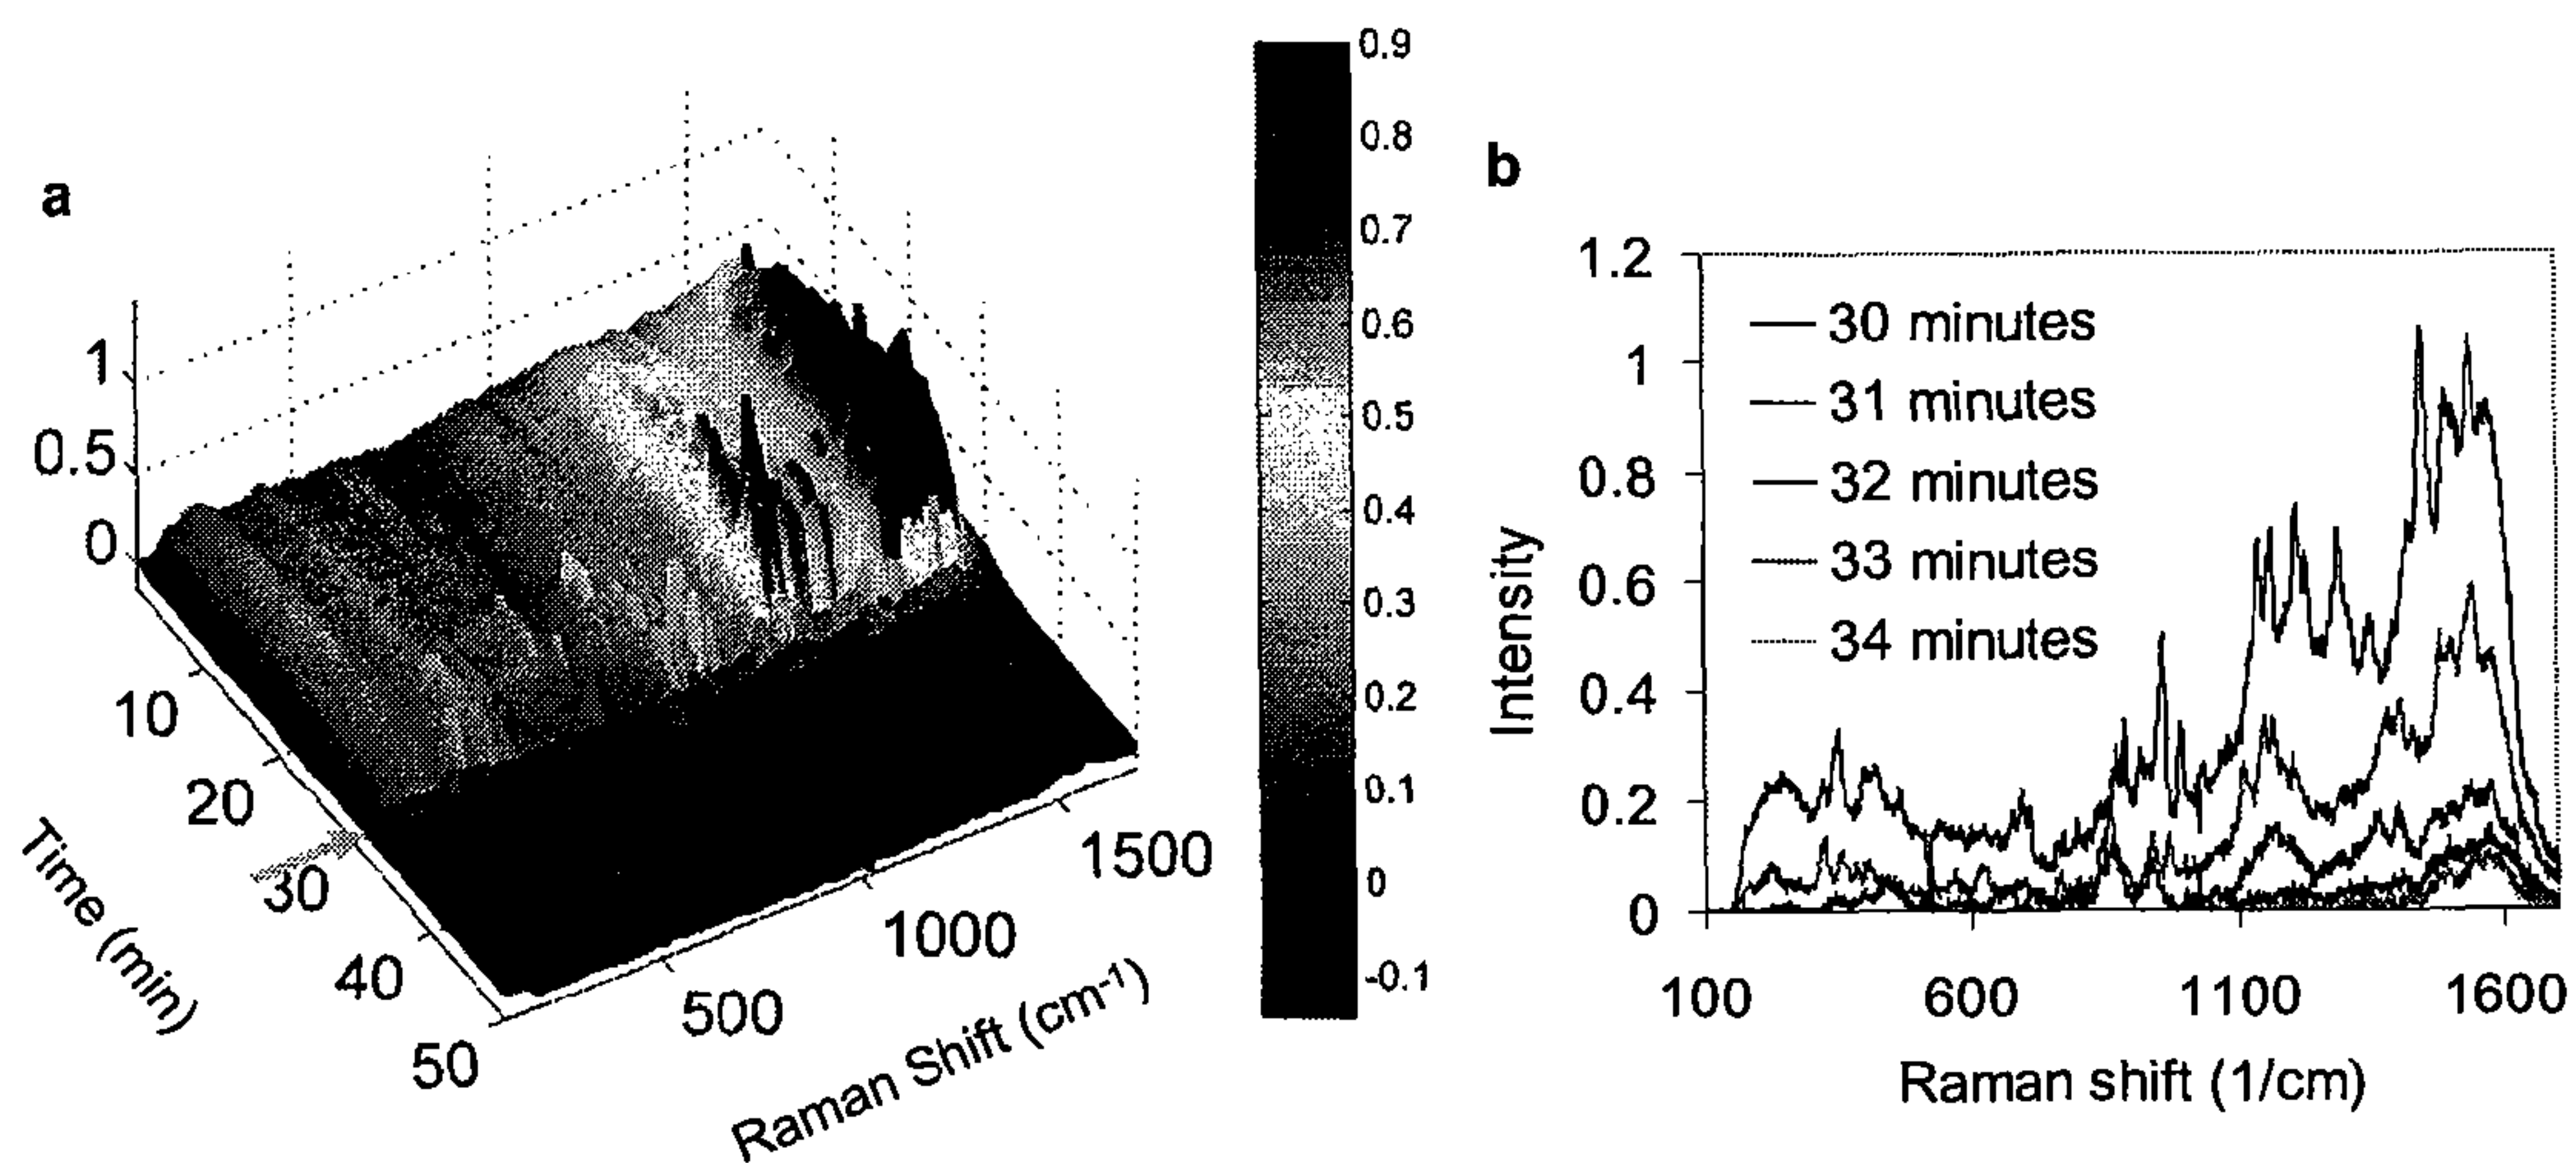 a
1
0.5
0
10
20
30
40
50
Time (min)
500
1000
1500
Raman Shift (cm⁻¹)
0.9
0.8
0.7
0.6
0.5
0.4
0.3
0.2
0.1
0
-0.1
b
1.2
1
0.8
0.6
0.4
0.2
0
Intensity
30 minutes
31 minutes
32 minutes
33 minutes
34 minutes
100 600 1100 1600
Raman shift (1/cm)